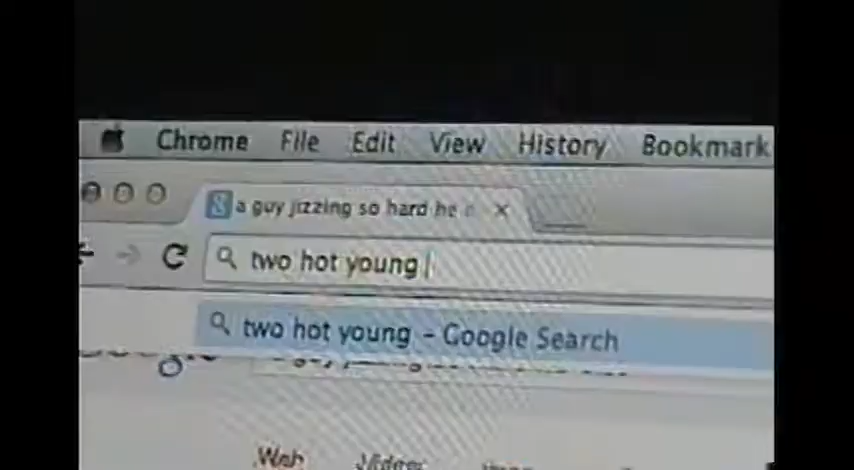 Chrome File Edit View History Bookmark
a guy jizzing so hard he
two hot young
two hot young - Google Search
Web Videos